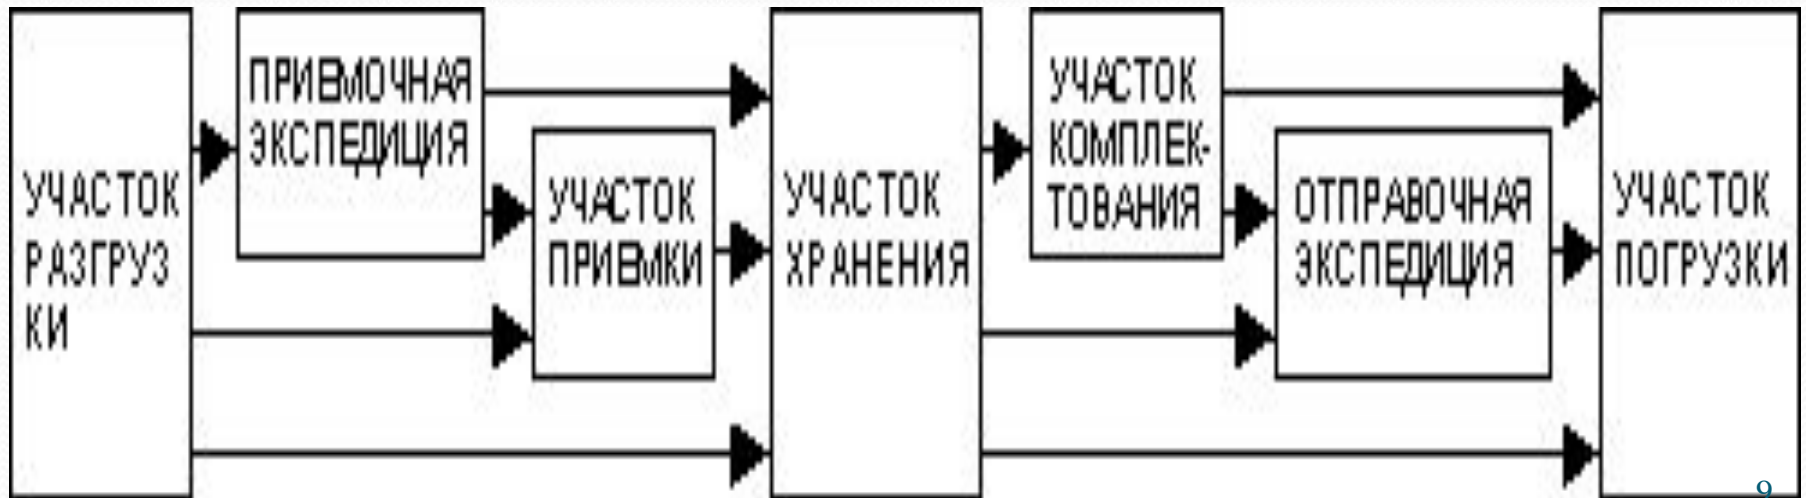 УЧАСТОК
РАЗГРУЗ
КИ
ПРИЕМОЧНАЯ
ЭКСПЕДИЦИЯ
УЧАСТОК
ПРИЕМКИ
УЧАСТОК
ХРАНЕНИЯ
УЧАСТОК
КОМПЛЕК-
ТОВАНИЯ
ОТПРАВОЧНАЯ
ЭКСПЕДИЦИЯ
УЧАСТОК
ПОГРУЗКИ
9